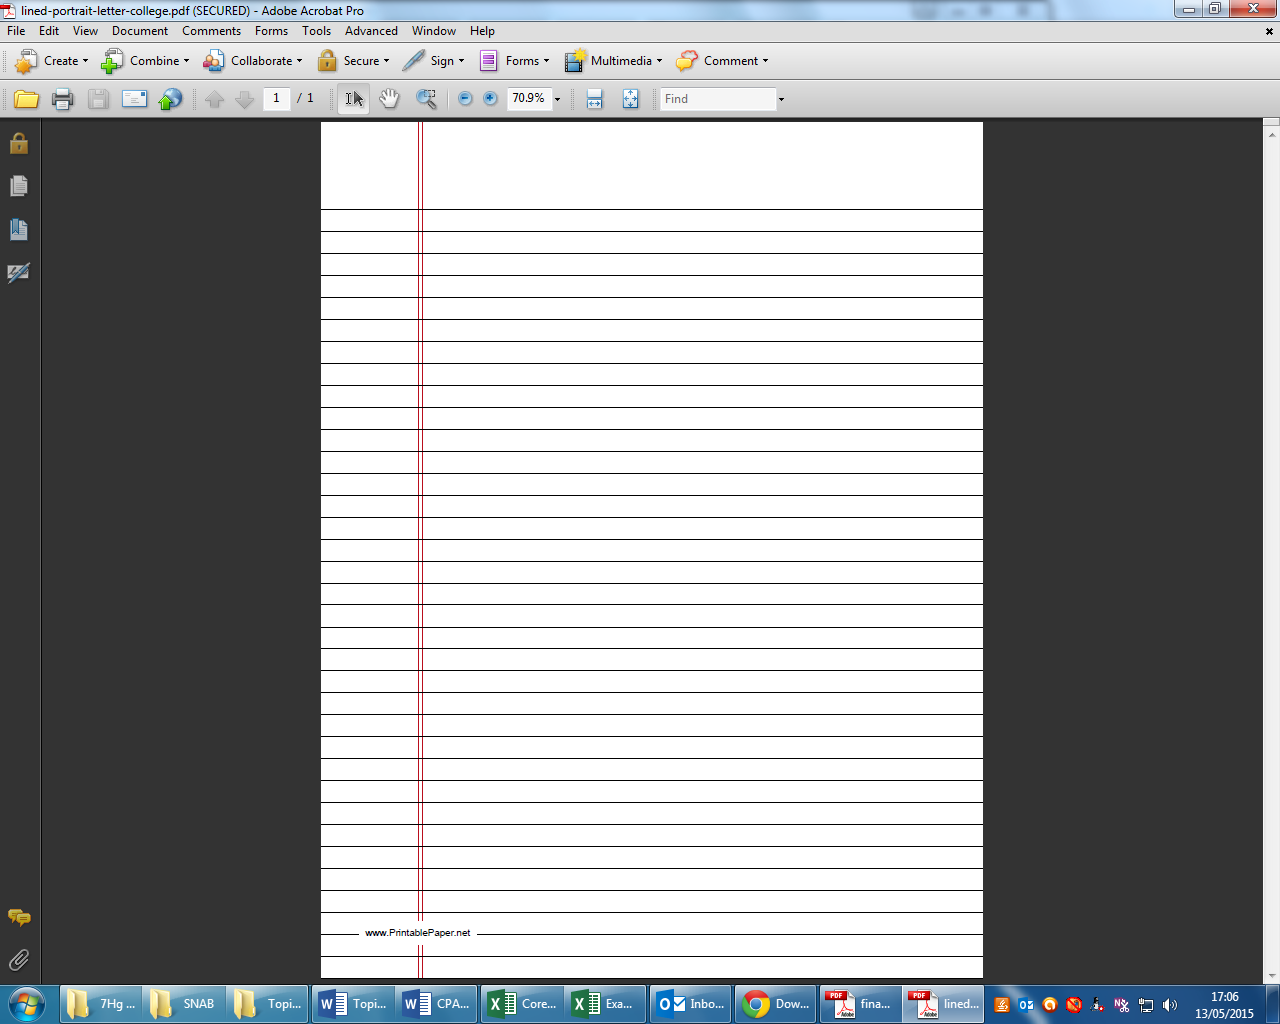 lined-portrait-letter-college.pdf (SECURED) - Adobe Acrobat Pro
File Edit View Document Comments Forms Tools Advanced Window Help
Create Combine Collaborate Secure Sign Forms Multimedia Comment
1 / 1 70.9% Find
www.PrintablePaper.net
7Hg ... SNAB Topi... Topi... CPA... Core... Exa... Inbo... Dow... fina... lined... 17:06
13/05/2015